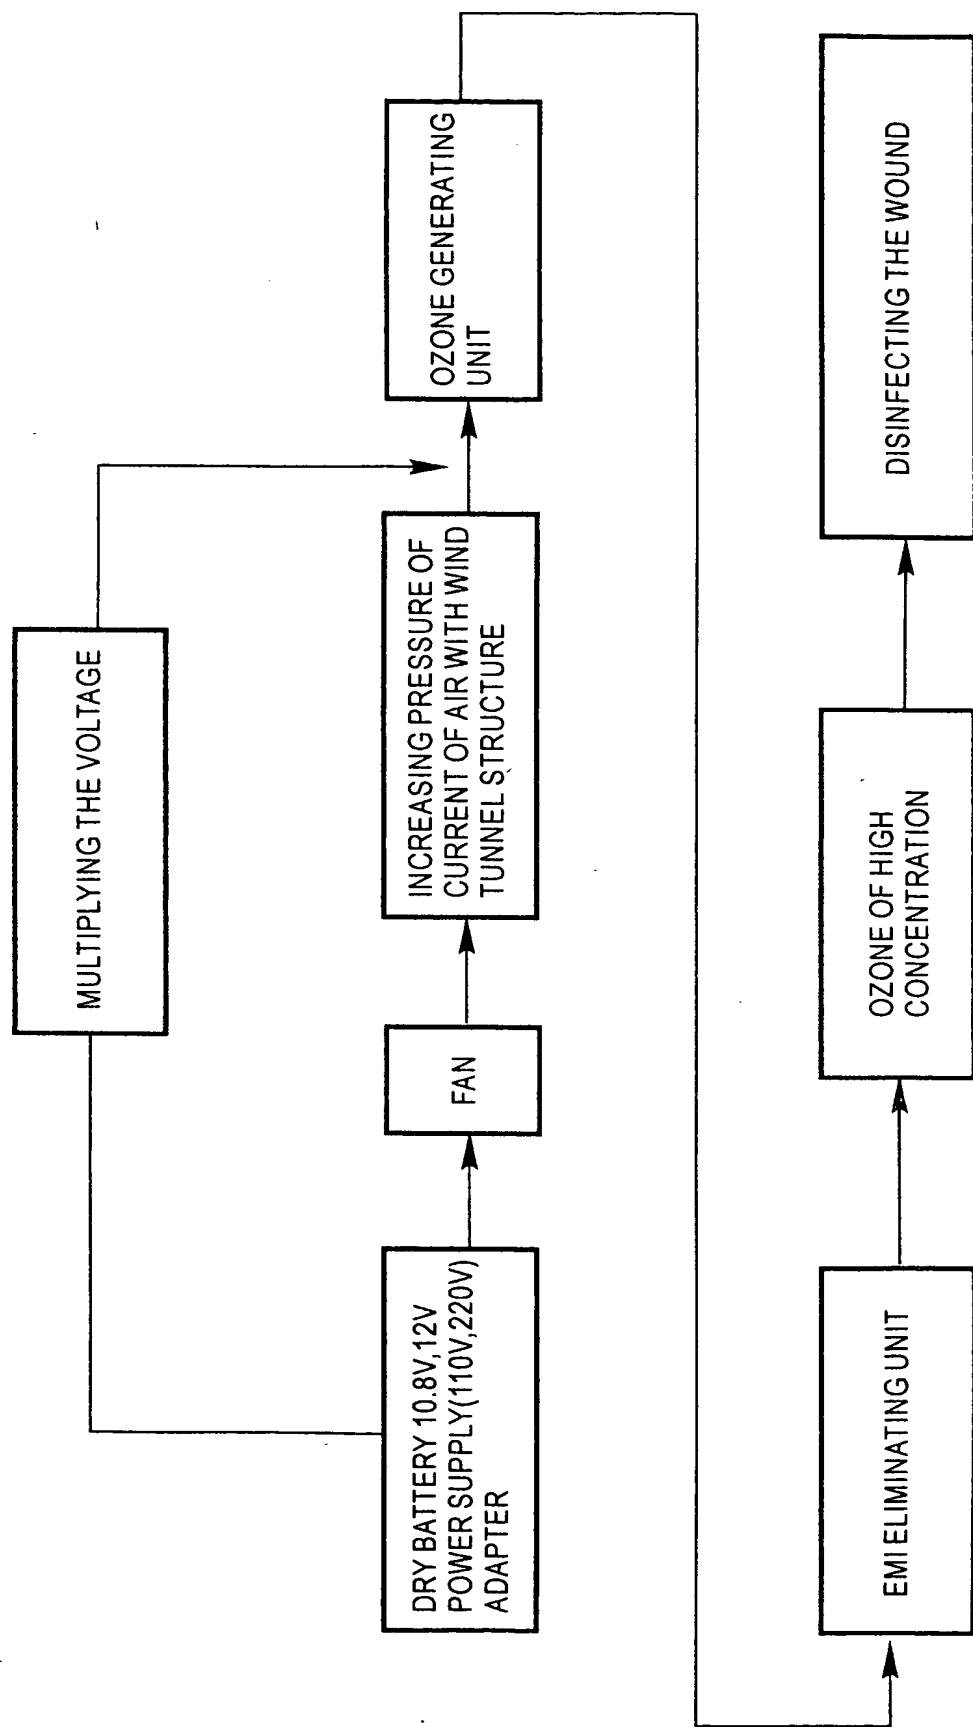 MULTIPLYING THE VOLTAGE
DRY BATTERY 10.8V,12V
POWER SUPPLY(110V,220V)
ADAPTER
FAN
INCREASING PRESSURE OF
CURRENT OF AIR WITH WIND
TUNNEL STRUCTURE
OZONE GENERATING
UNIT
EMI ELIMINATING UNIT
OZONE OF HIGH
CONCENTRATION
DISINFECTING THE WOUND